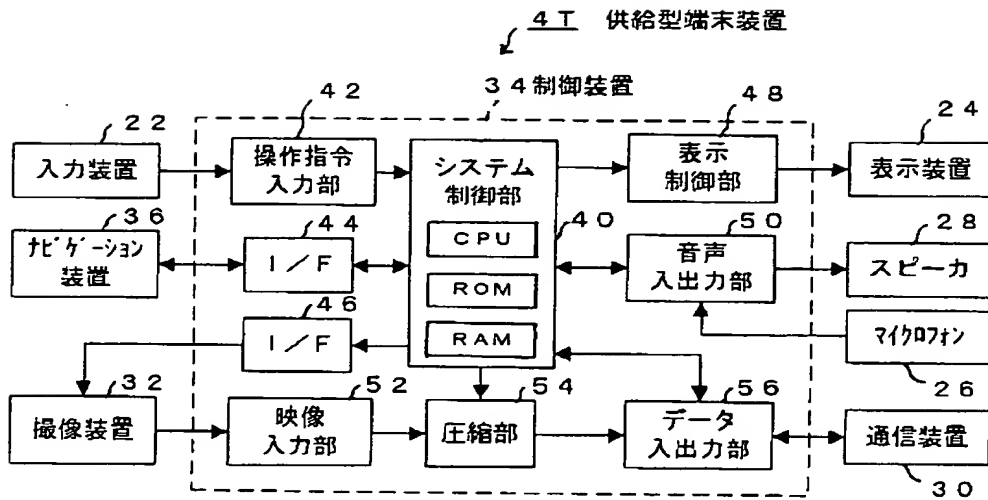 4T 供給型端末装置
34制御装置
42
48
22
24
入力装置
操作指令
入力部
システム
制御部
表示
制御部
表示装置
36
44
40
50
28
ナビゲーション
装置
I/F
CPU
音声
入出力部
スピーカ
46
ROM
I/F
RAM
マイクロフォン
32
52
54
56
26
撮像装置
映像
入力部
圧縮部
データ
入出力部
通信装置
30